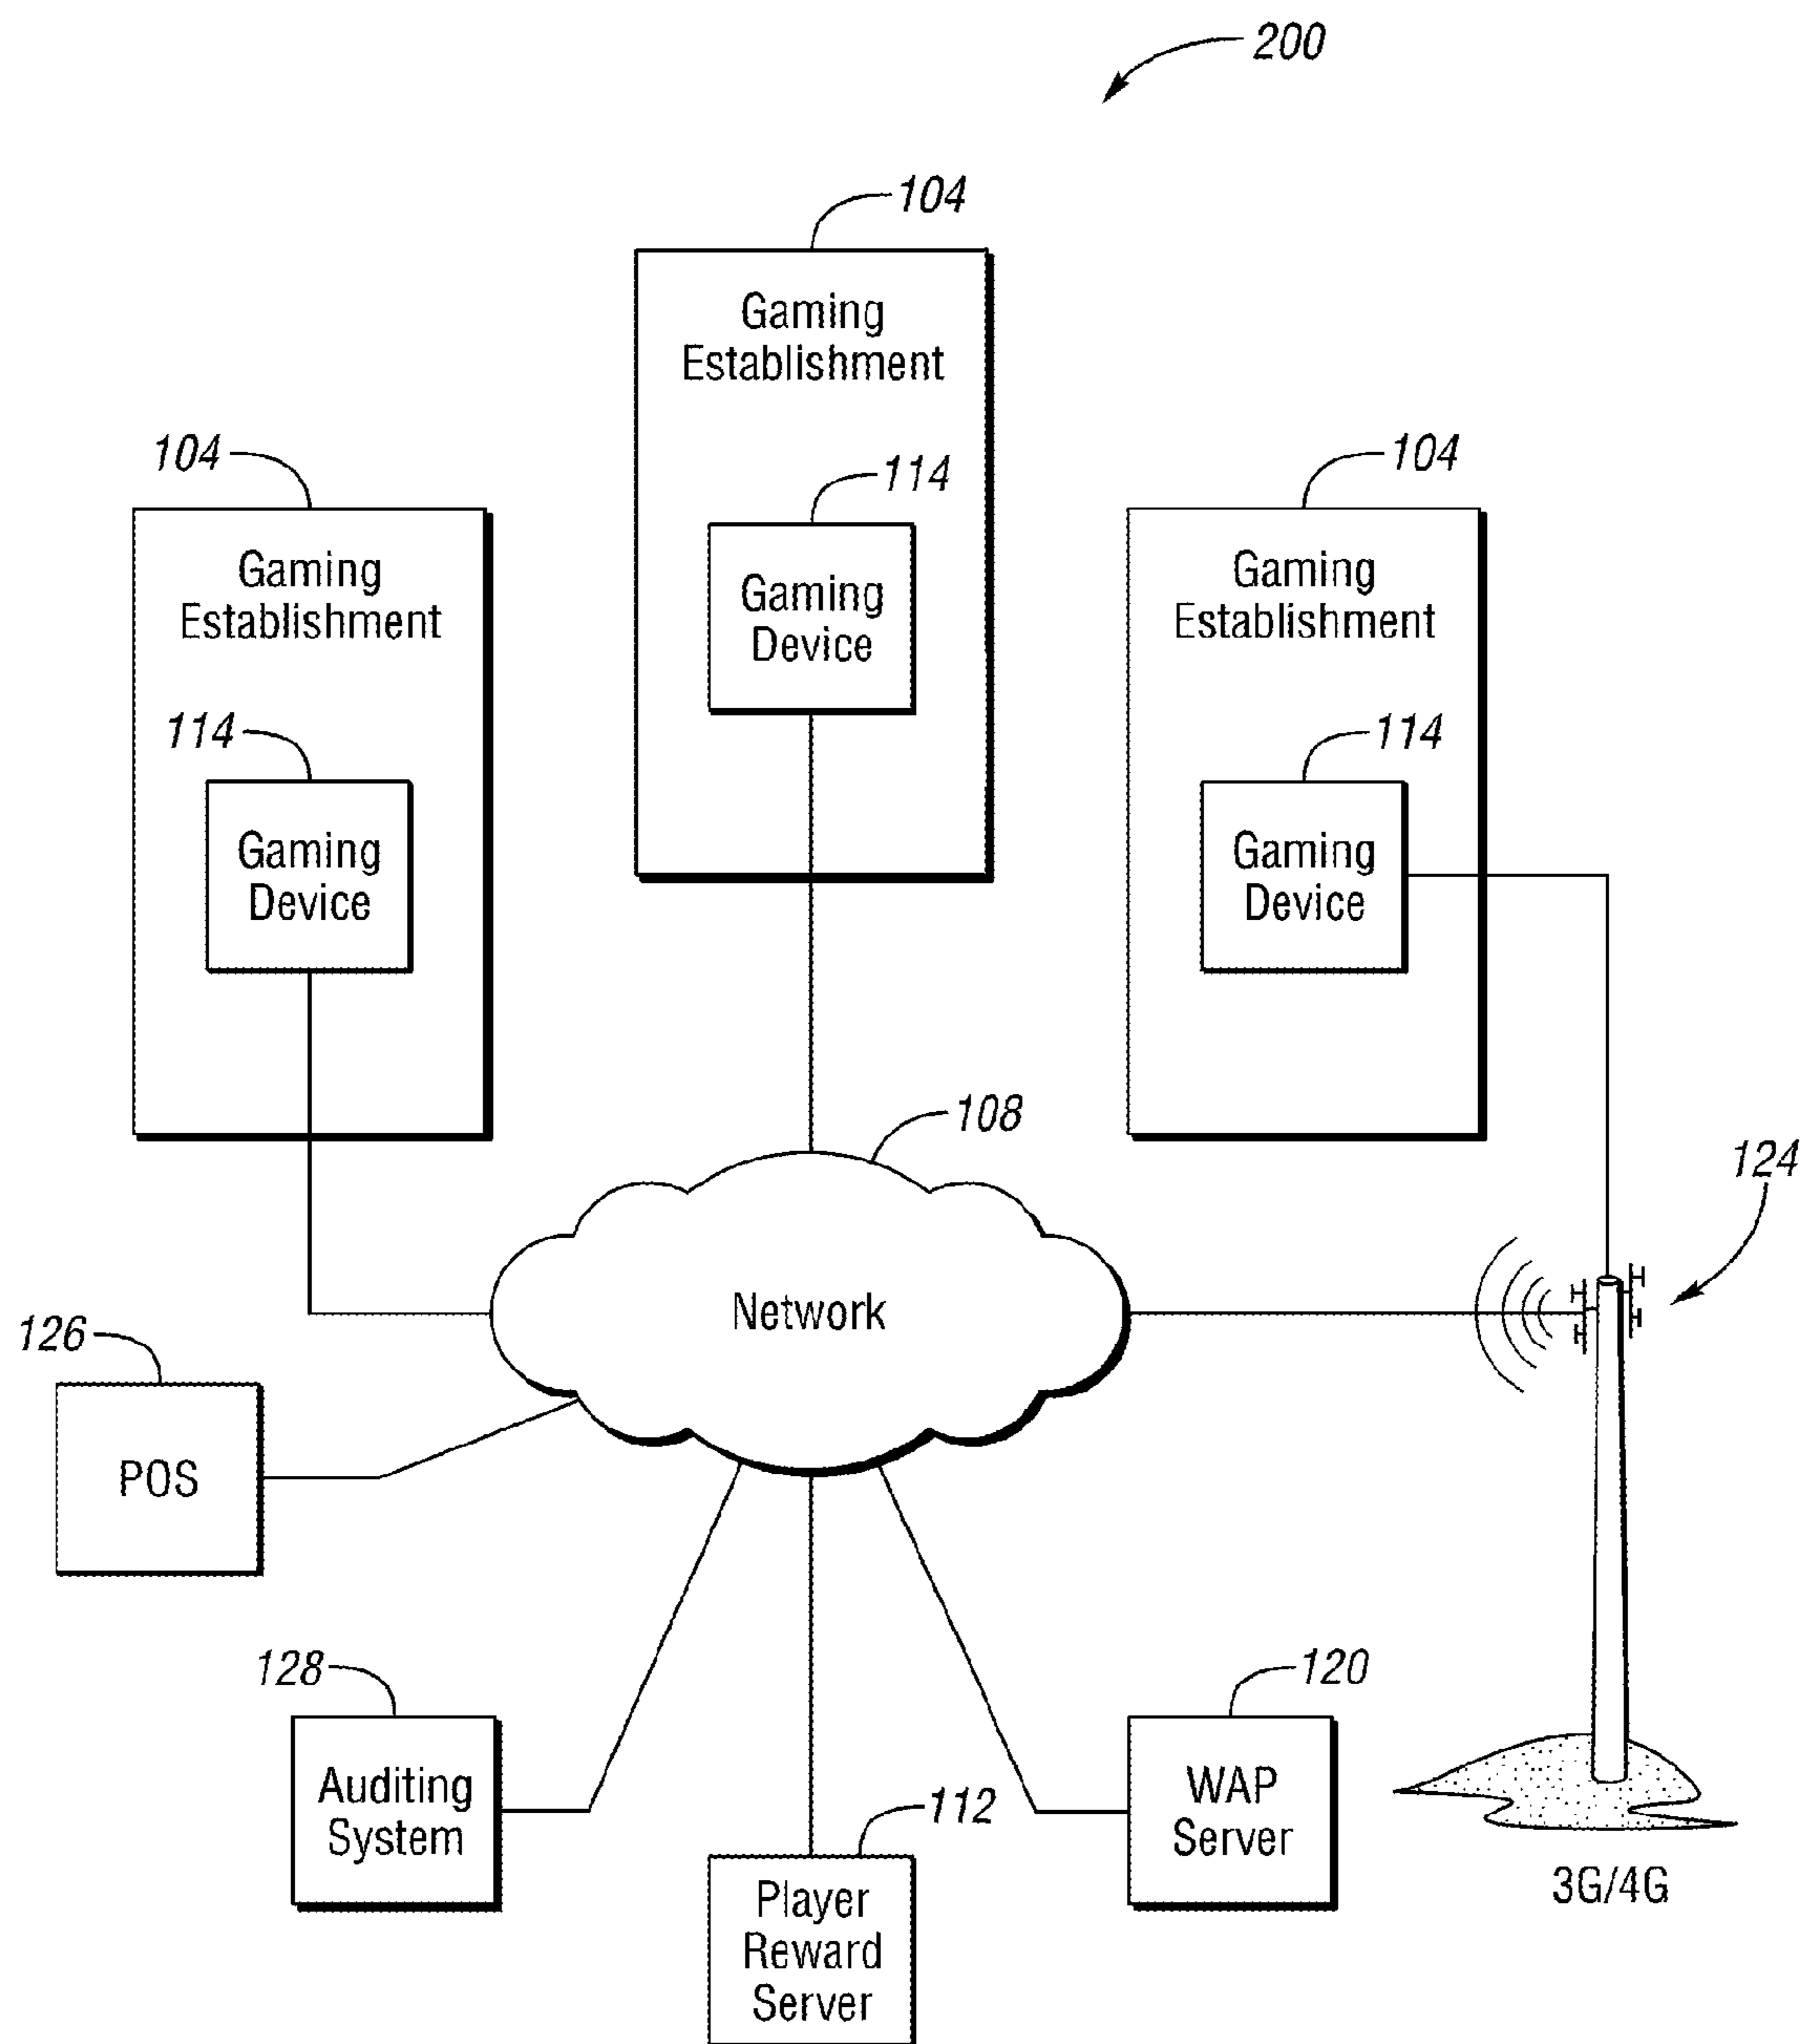 200
104
Gaming
Establishment
104
114
104
Gaming
Establishment
Gaming
Device
Gaming
Establishment
114
114
Gaming
Device
Gaming
Device
108
124
Network
126
POS
128
120
Auditing
System
112
WAP
Server
Player
Reward
Server
3G/4G